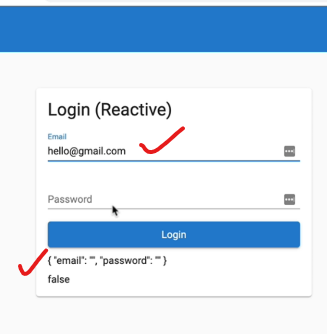 Login (Reactive)
Email
hello@gmail.com
Password
Login
{ "email": "", "password": "" }
false